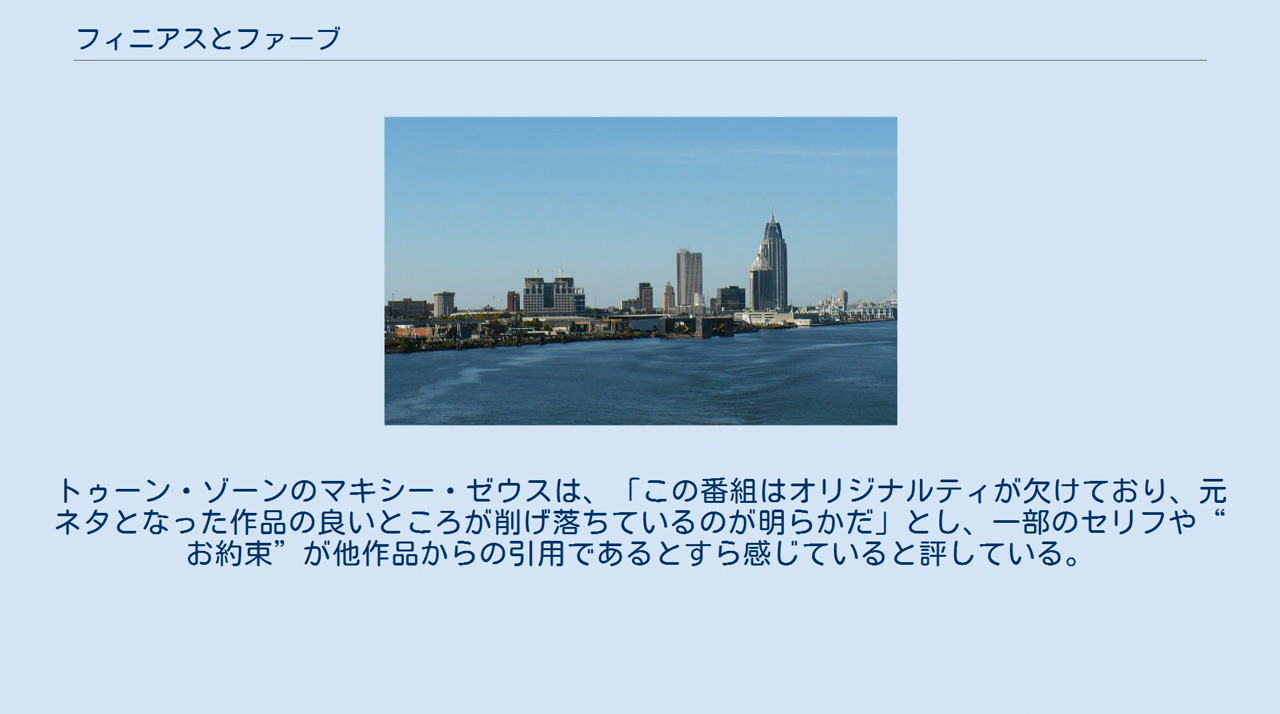 フィニアスとファーブ
トゥーン・ゾーンのマキシー・ゼウスは、「この番組はオリジナルティが欠けており、元
ネタとなった作品の良いところが削げ落ちているのが明らかだ」とし、一部のセリフや“
お約束”が他作品からの引用であるとすら感じていると評している。